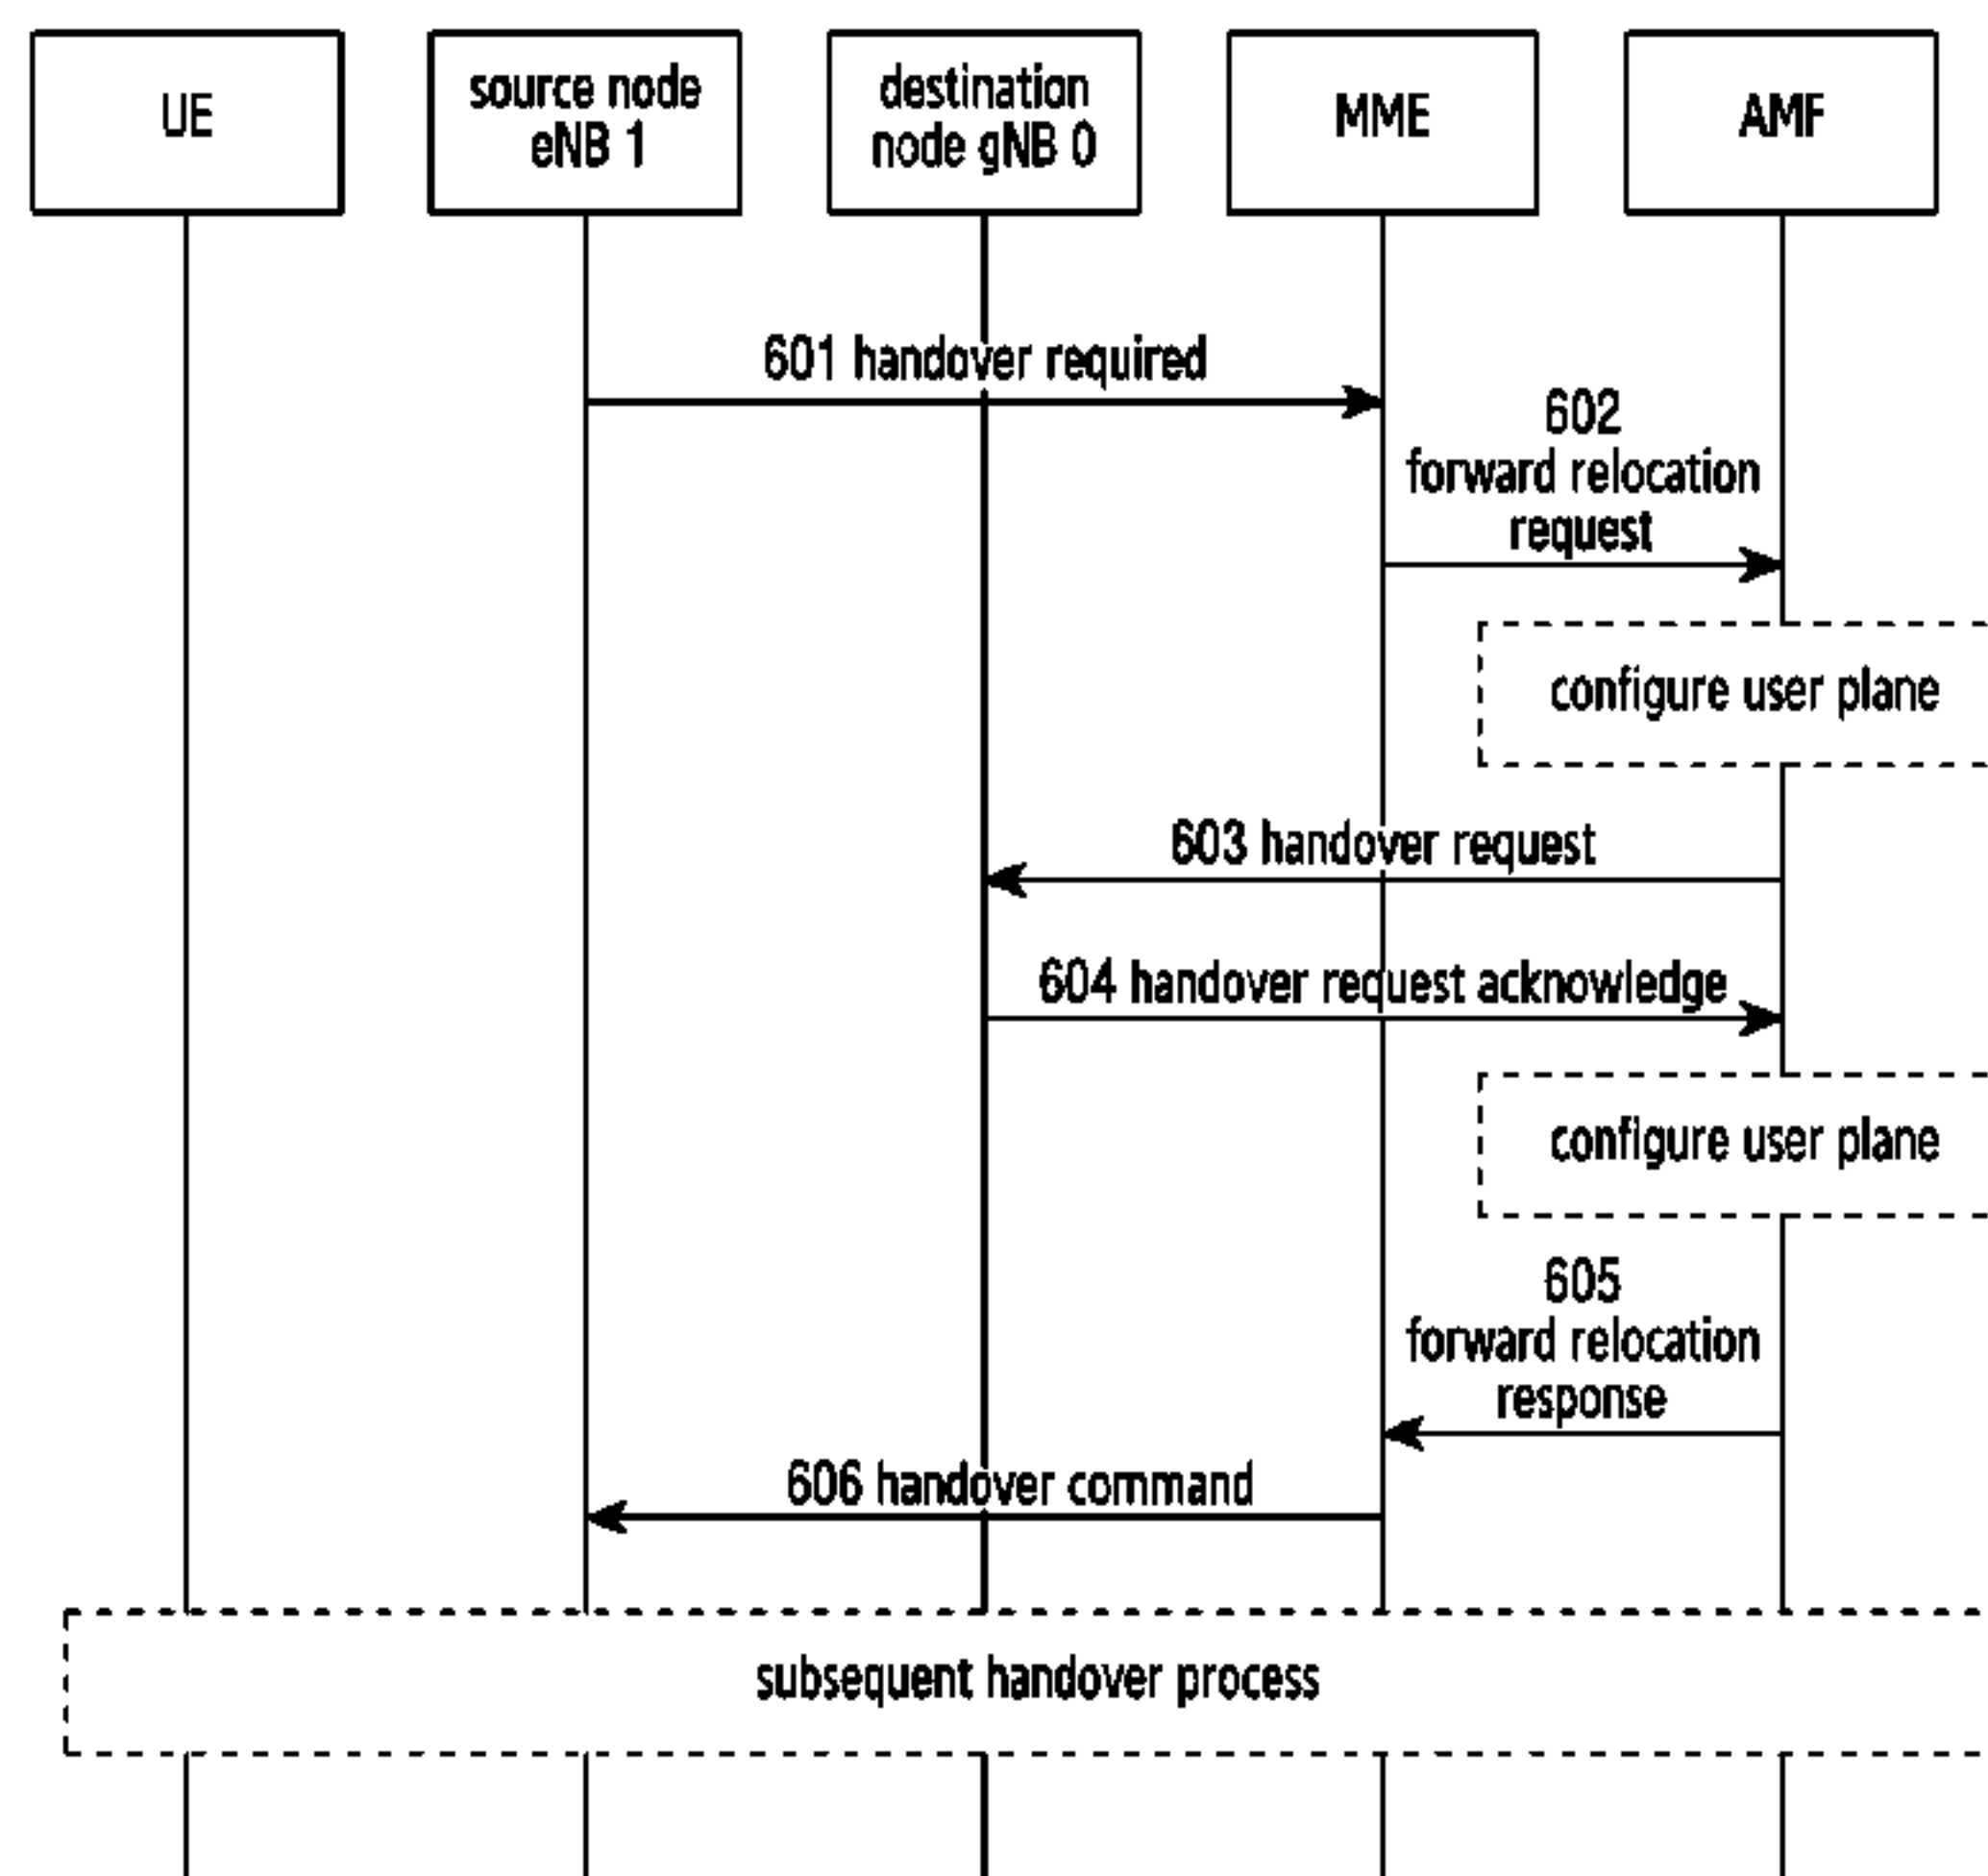 UE
source node
eNB 1
destination
node gNB 0
MME
AMF
601 handover required
602
forward relocation
request
configure user plane
603 handover request
604 handover request acknowledge
configure user plane
605
forward relocation
response
606 handover command
subsequent handover process